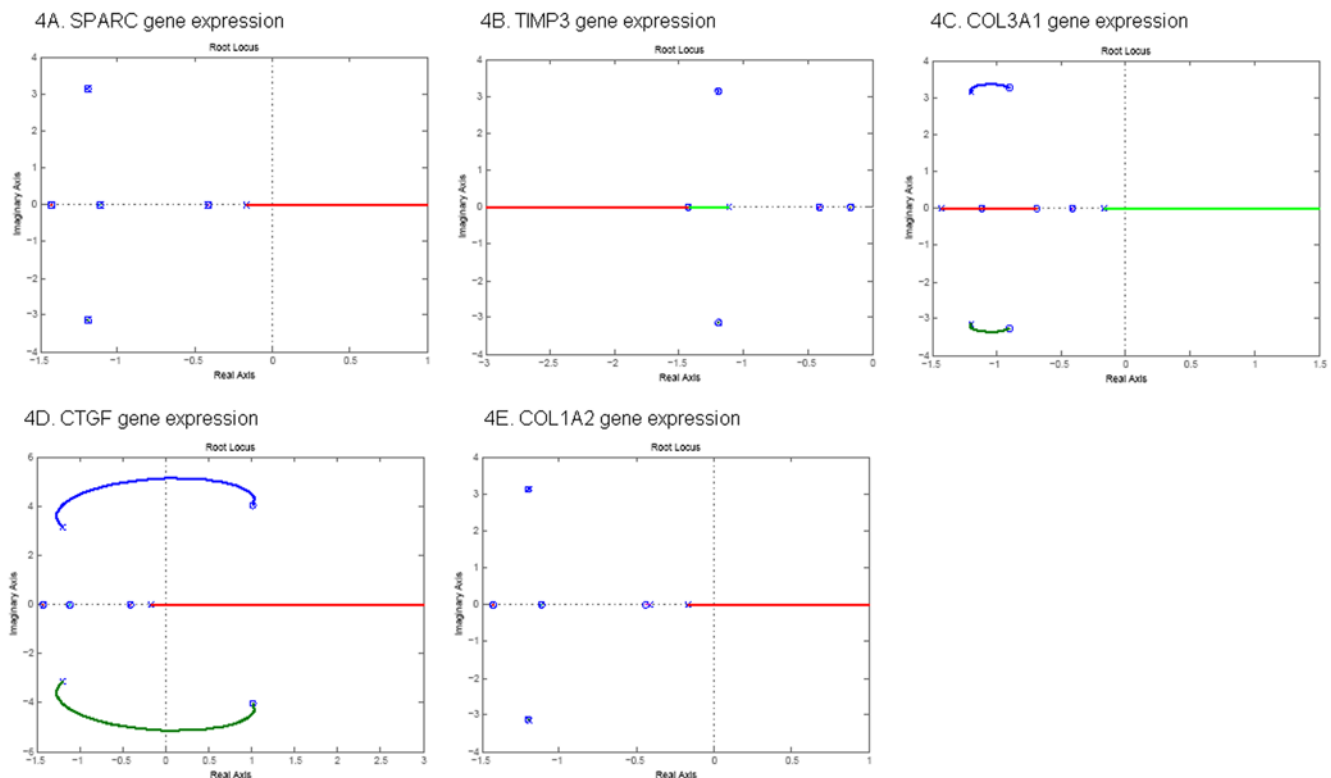 4A. SPARC gene expression
Root Locus
4
3
2
1
0
−1
−2
−3
−4
Imaginary Axis
−1.5 −1 −0.5 0 0.5 1
Real Axis
4B. TIMP3 gene expression
Root Locus
4
3
2
1
0
−1
−2
−3
−4
Imaginary Axis
−3 −2.5 −2 −1.5 −1 −0.5 0
Real Axis
4C. COL3A1 gene expression
Root Locus
4
3
2
1
0
−1
−2
−3
−4
Imaginary Axis
−1.5 −1 −0.5 0 0.5 1 1.5
Real Axis
4D. CTGF gene expression
Root Locus
6
4
2
0
−2
−4
−6
Imaginary Axis
−1.5 −1 −0.5 0 0.5 1 1.5 2 2.5 3
Real Axis
4E. COL1A2 gene expression
Root Locus
4
3
2
1
0
−1
−2
−3
−4
Imaginary Axis
−1.5 −1 −0.5 0 0.5 1
Real Axis